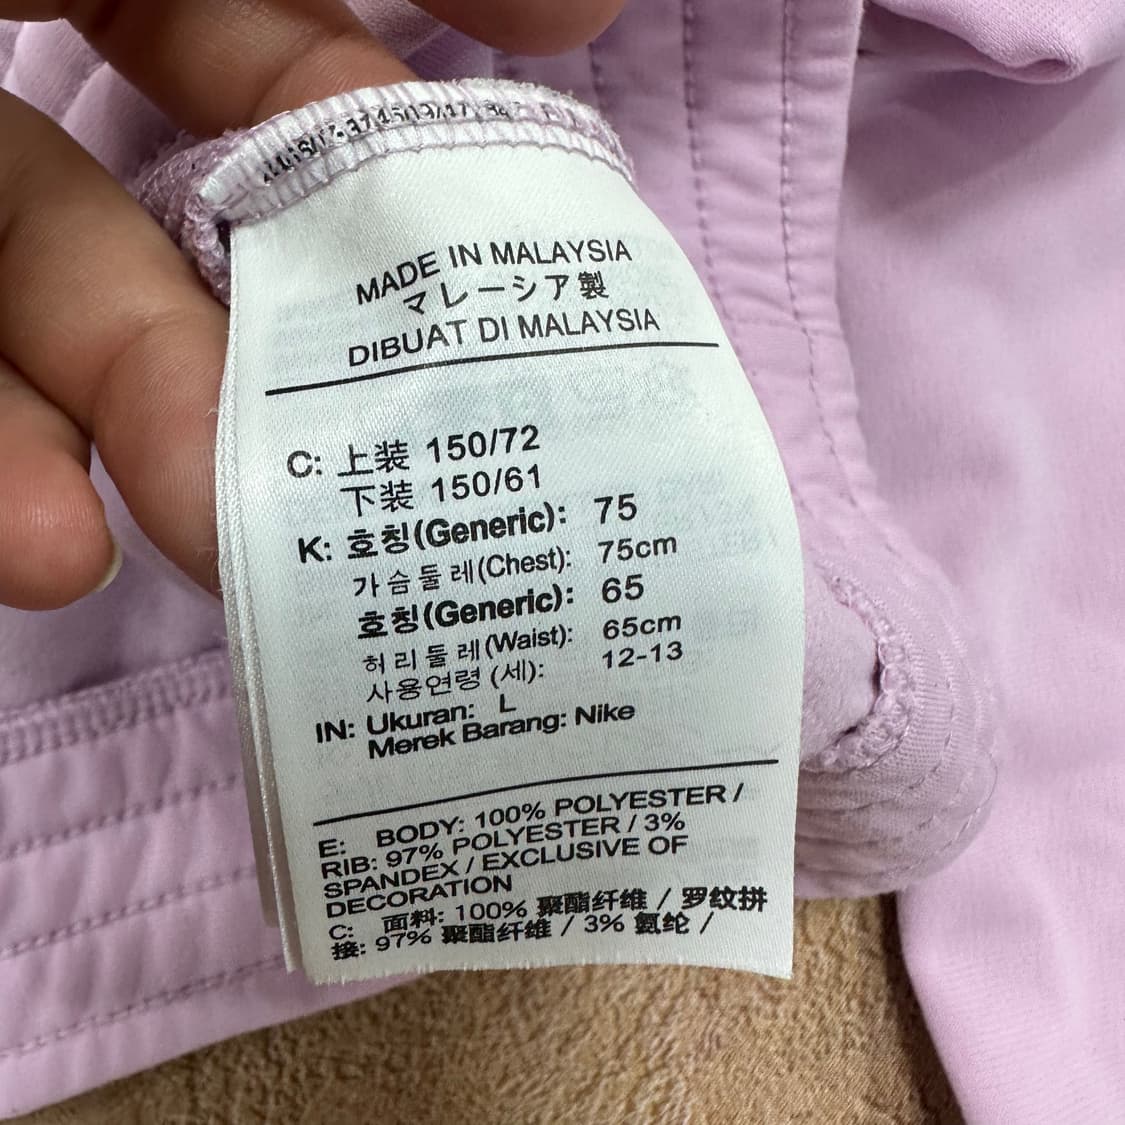 MADE IN MALAYSIA
マレーシア製
DIBUAT DI MALAYSIA
C: 上装 150/72
下装 150/61
K: 호칭(Generic): 75
가슴둘레(Chest): 75cm
호칭(Generic): 65
허리둘레(Waist): 65cm
사용연령 (세): 12-13
IN: Ukuran: L
Merek Barang: Nike
E: BODY: 100% POLYESTER /
RIB: 97% POLYESTER / 3%
SPANDEX / EXCLUSIVE OF
DECORATION
C: 面料: 100% 聚酯纤维 / 罗纹拼
接: 97% 聚酯纤维 / 3% 氨纶 /